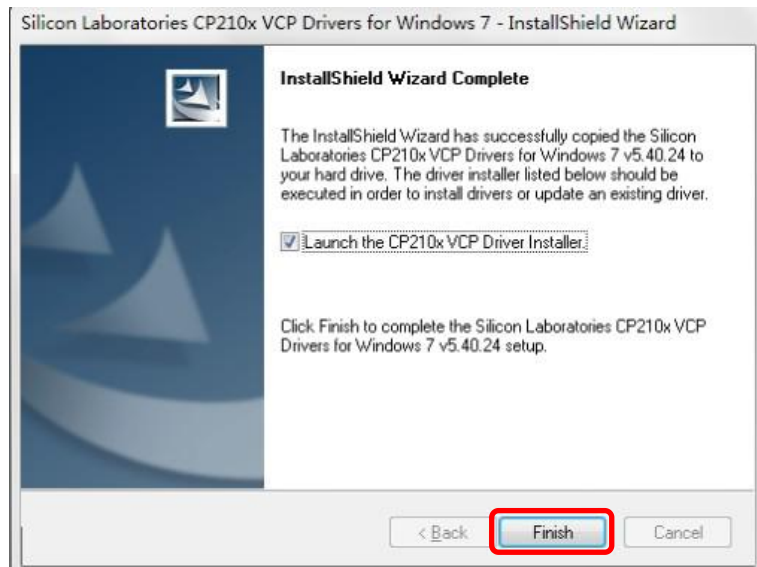 Silicon Laboratories CP210x VCP Drivers for Windows 7 - InstallShield Wizard
InstallShield Wizard Complete
The InstallShield Wizard has successfully copied the Silicon
Laboratories CP210x VCP Drivers for Windows 7 v5.40.24 to
your hard drive. The driver installer listed below should be
executed in order to install drivers or update an existing driver.
Launch the CP210x VCP Driver Installer.
Click Finish to complete the Silicon Laboratories CP210x VCP
Drivers for Windows 7 v5.40.24 setup.
< Back Finish Cancel